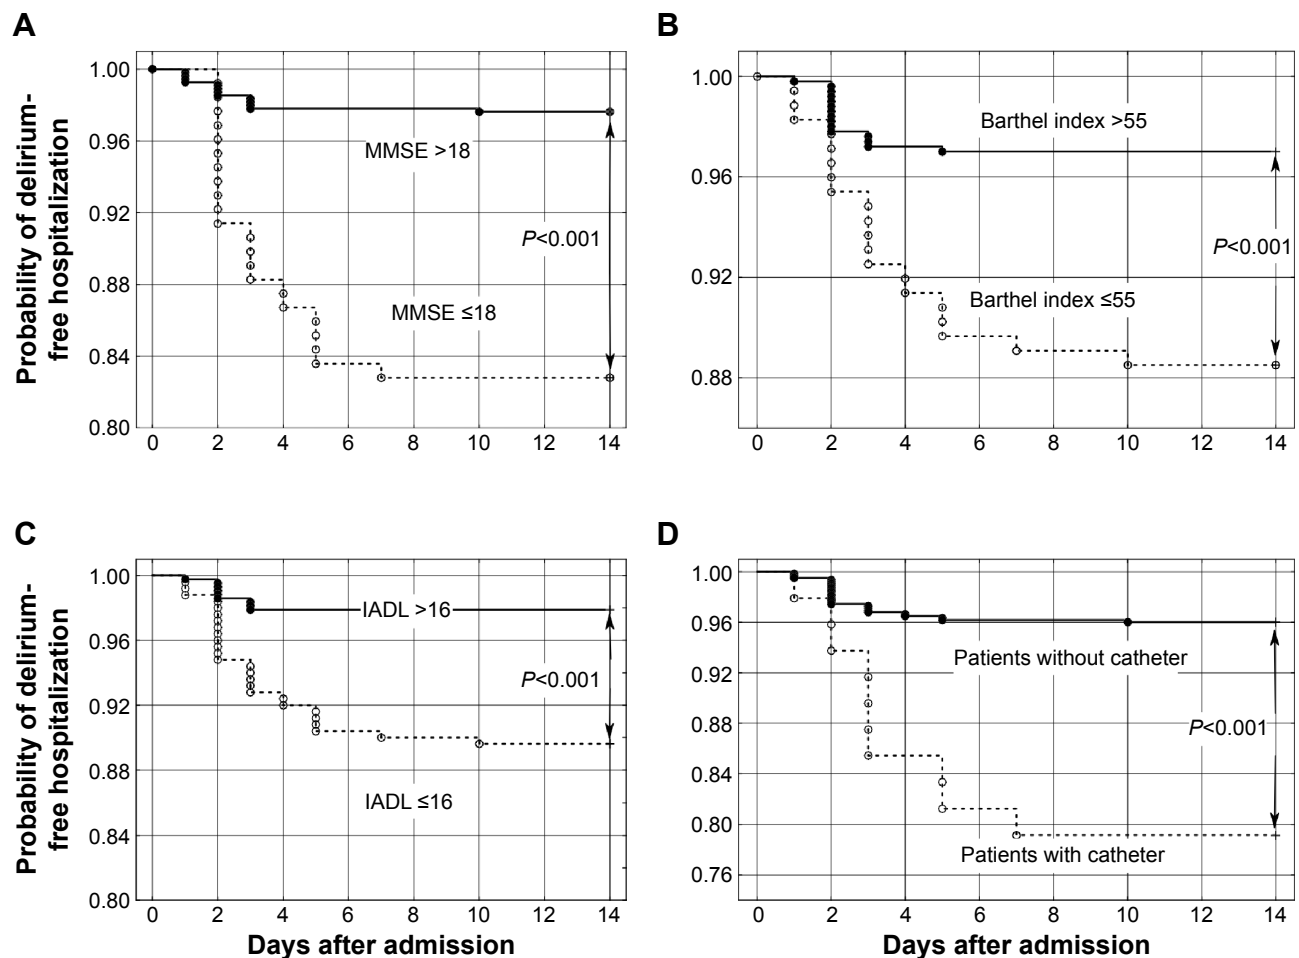 A
Probability of delirium-
free hospitalization
1.00
0.96
0.92
0.88
0.84
0.80
MMSE >18
P<0.001
MMSE ≤18
0 2 4 6 8 10 12 14
B
1.00
0.96
0.92
0.88
Barthel index >55
P<0.001
Barthel index ≤55
0 2 4 6 8 10 12 14
C
Probability of delirium-
free hospitalization
1.00
0.96
0.92
0.88
0.84
0.80
IADL >16
P<0.001
IADL ≤16
0 2 4 6 8 10 12 14
Days after admission
D
1.00
0.96
0.92
0.88
0.84
0.80
0.76
Patients without catheter
P<0.001
Patients with catheter
0 2 4 6 8 10 12 14
Days after admission